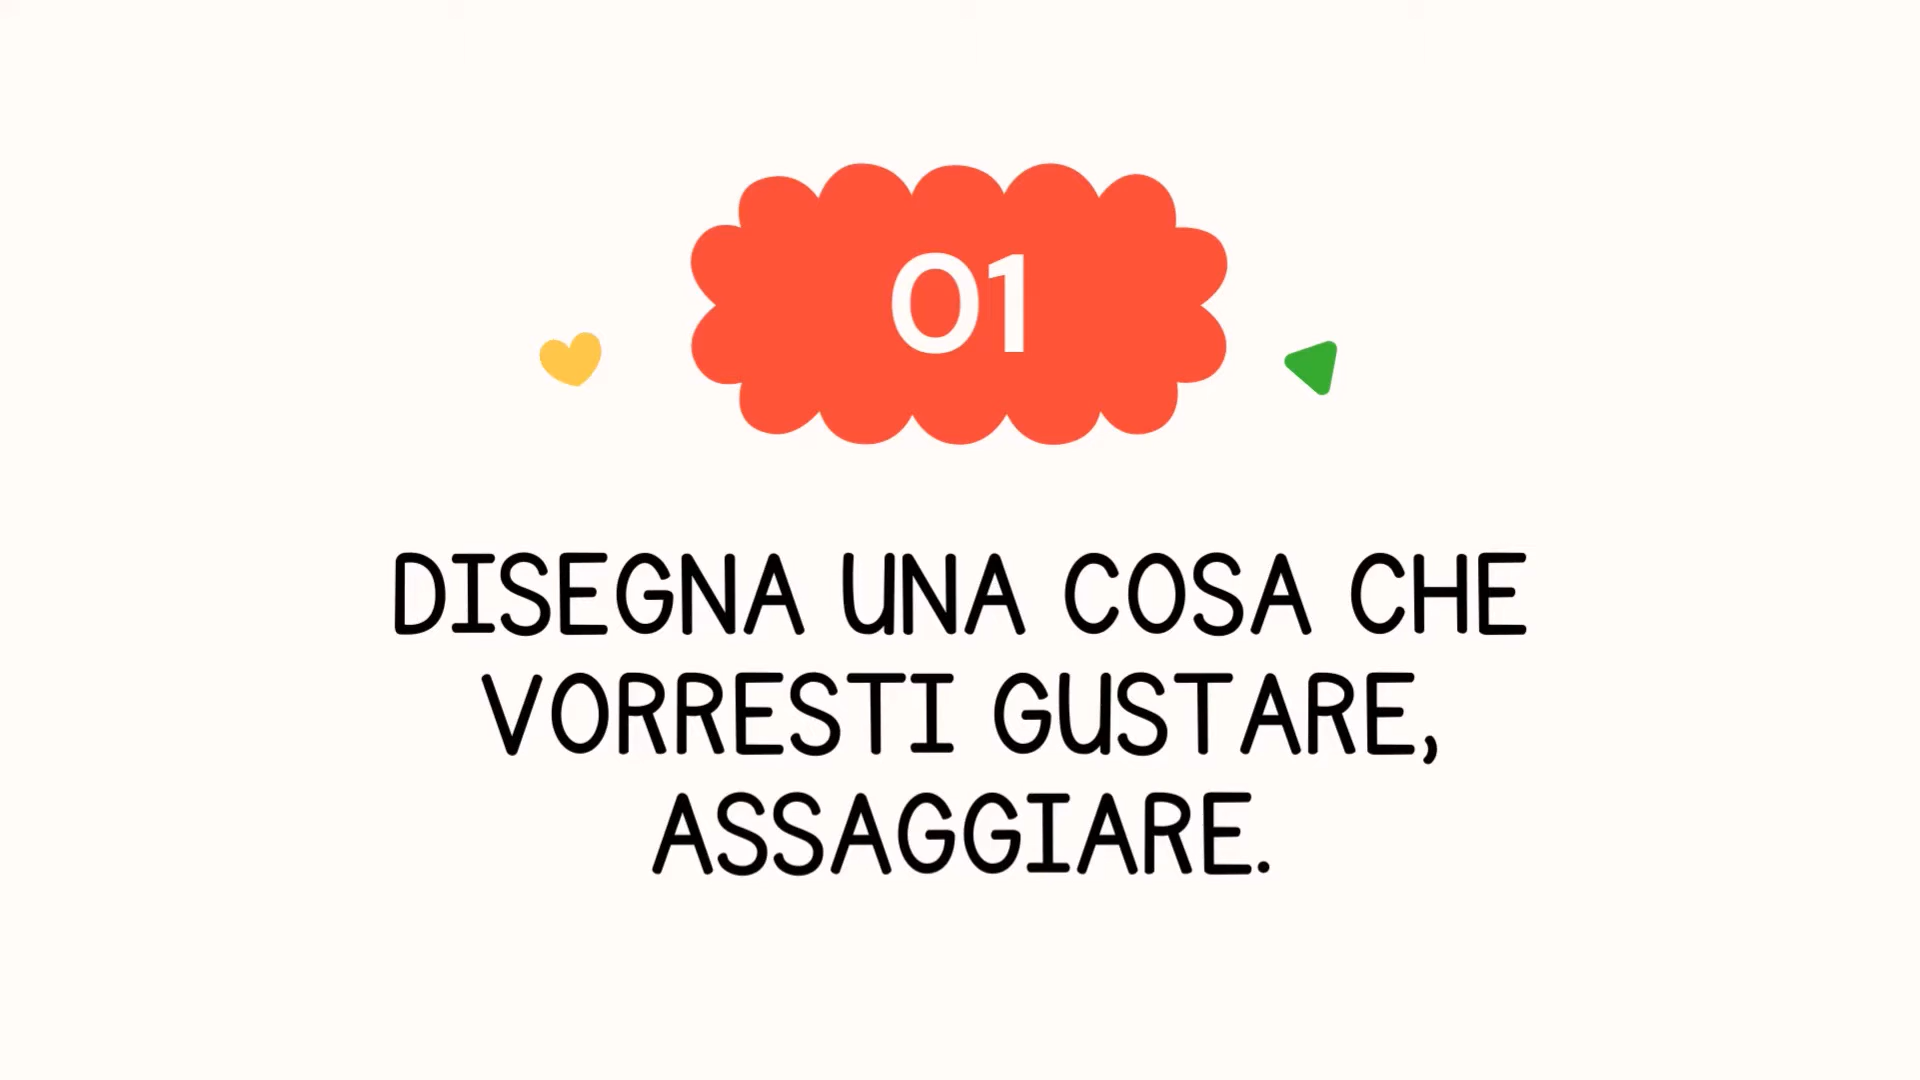 01
DISEGNA UNA COSA CHE
VORRESTI GUSTARE,
ASSAGGIARE.